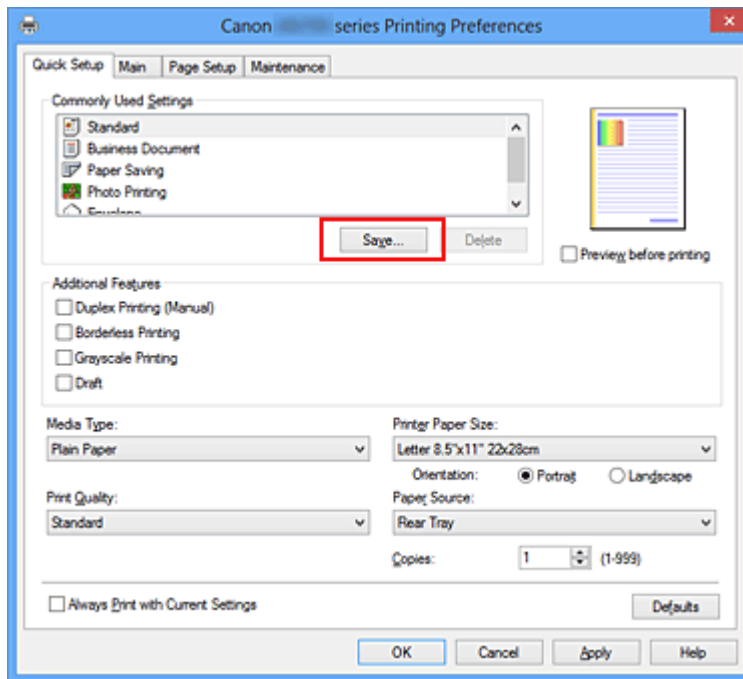 Canon series Printing Preferences
Quick Setup Main Page Setup Maintenance
Commonly Used Settings
Standard
Business Document
Paper Saving
Photo Printing
Envelope
Save... Delete
Preview before printing
Additional Features
Duplex Printing (Manual)
Borderless Printing
Grayscale Printing
Draft
Media Type: Printer Paper Size:
Plain Paper Letter 8.5"x11" 22x28cm
Orientation: Portrait Landscape
Print Quality: Paper Source:
Standard Rear Tray
Copies: 1 (1-999)
Always Print with Current Settings Defaults
OK Cancel Apply Help